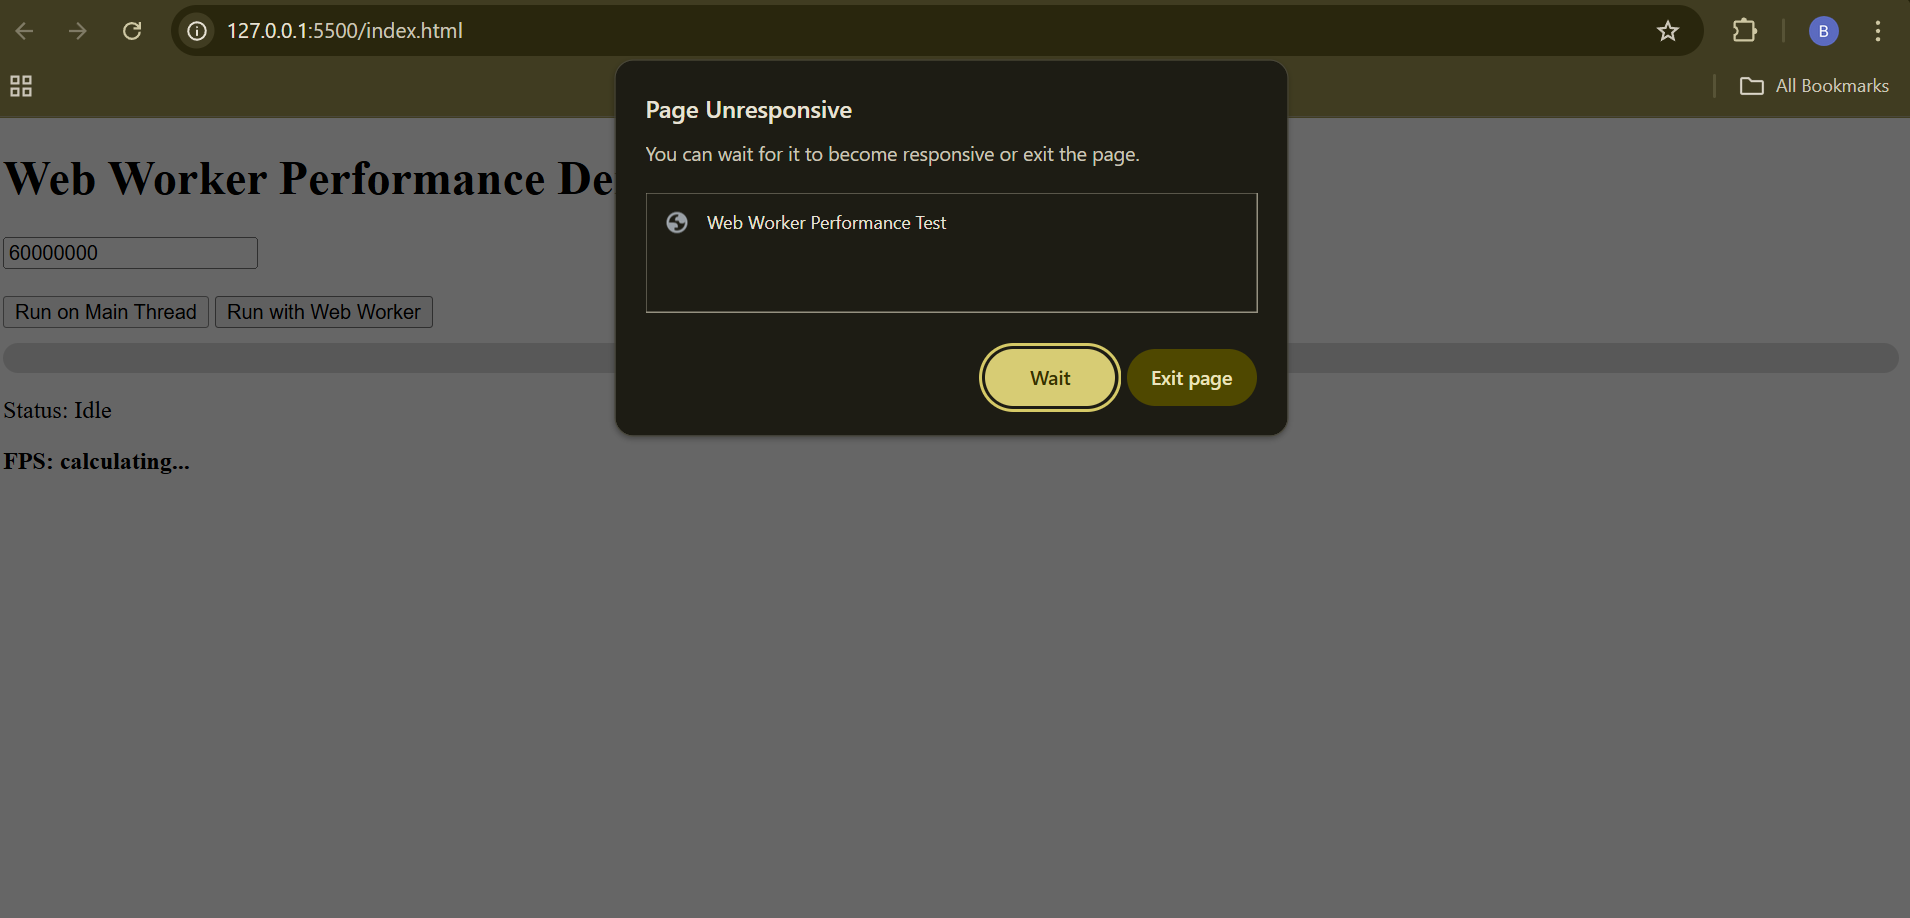 127.0.0.1:5500/index.html
B
All Bookmarks
Page Unresponsive
You can wait for it to become responsive or exit the page.
Web Worker Performance Test
Wait
Exit page
Web Worker Performance De
60000000
Run on Main Thread
Run with Web Worker
Status: Idle
FPS: calculating...